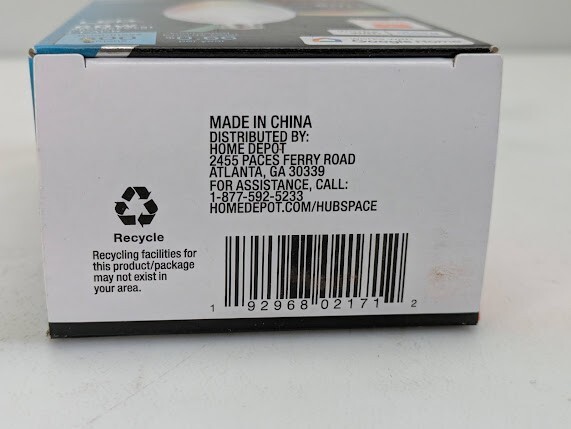 MADE IN CHINA
DISTRIBUTED BY:
HOME DEPOT
2455 PACES FERRY ROAD
ATLANTA, GA 30339
FOR ASSISTANCE, CALL:
1-877-592-5233
HOMEDEPOT.COM/HUBSPACE
Recycle
Recycling facilities for
this product/package
may not exist in
your area.
1 92968 02171 2